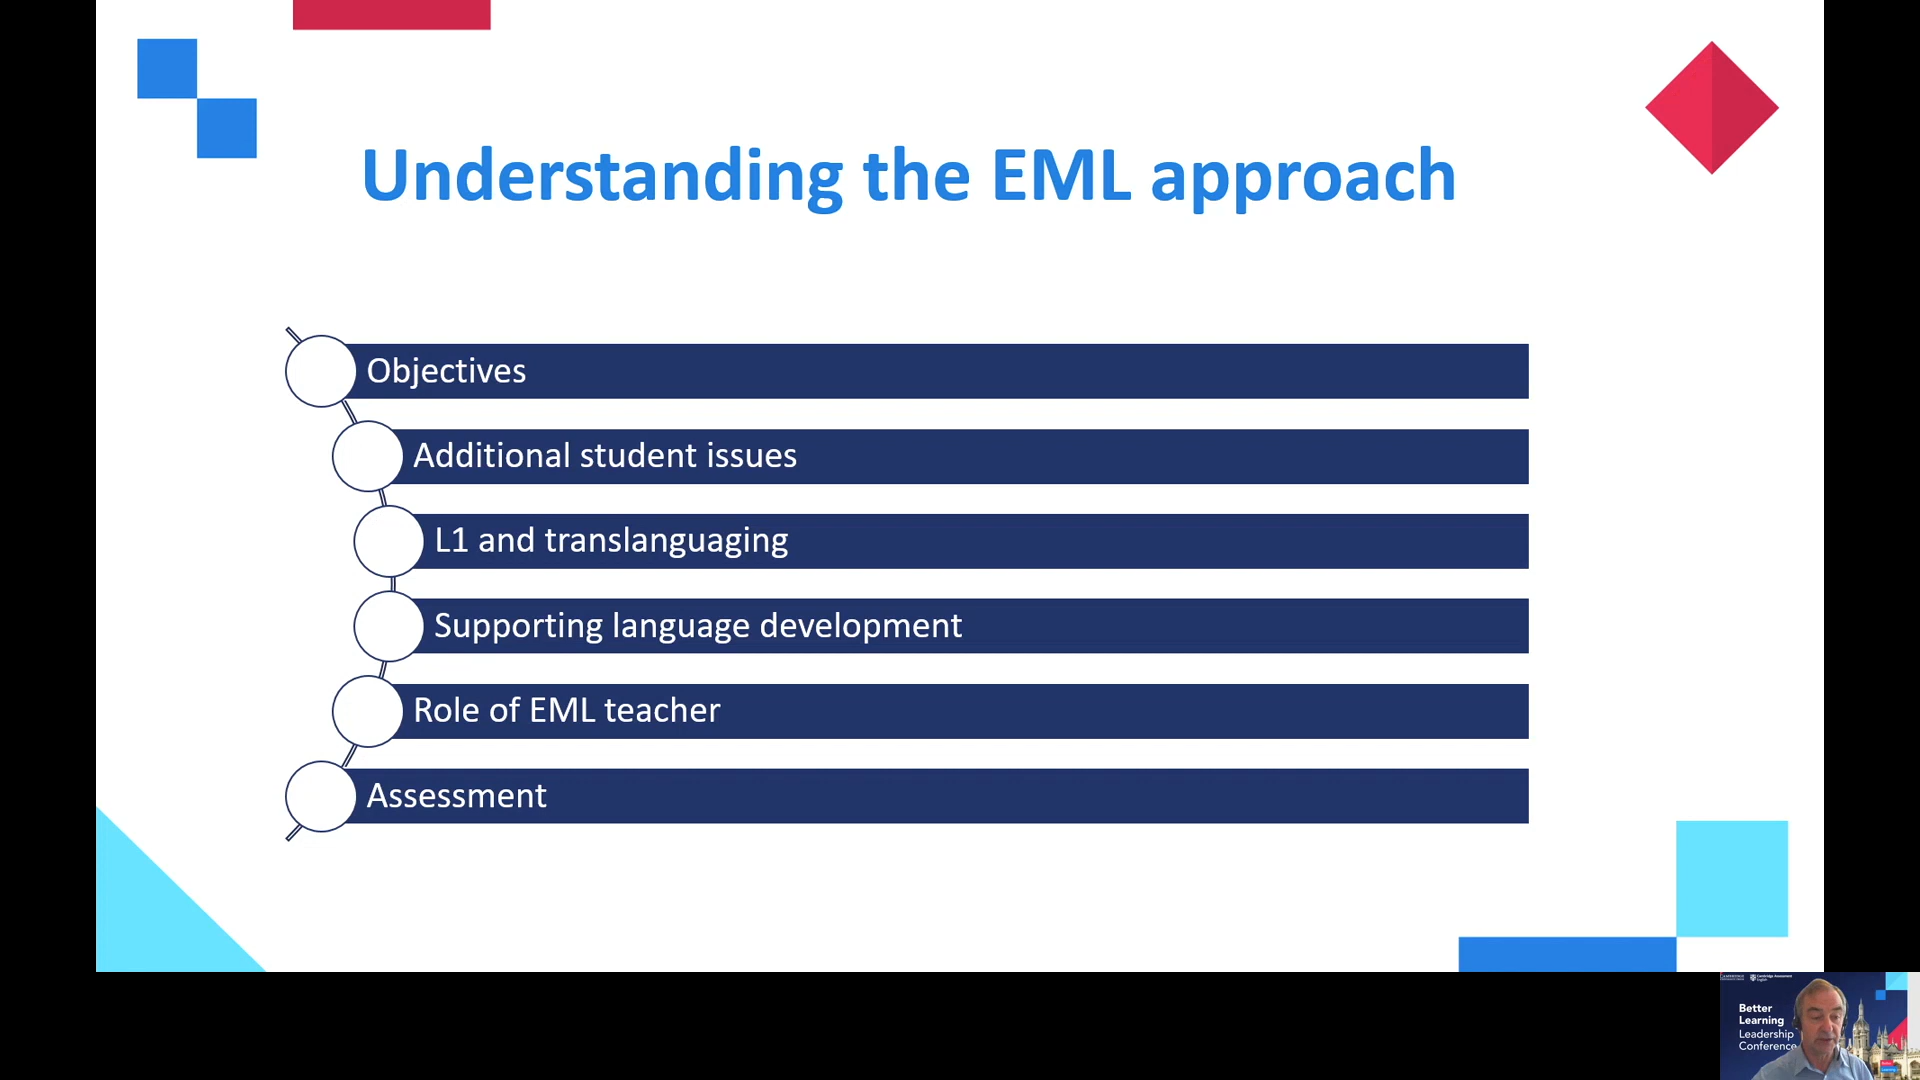 Understanding the EML approach
Objectives
Additional student issues
L1 and translanguaging
Supporting language development
Role of EML teacher
Assessment
Better
Learning
Leadership
Conference